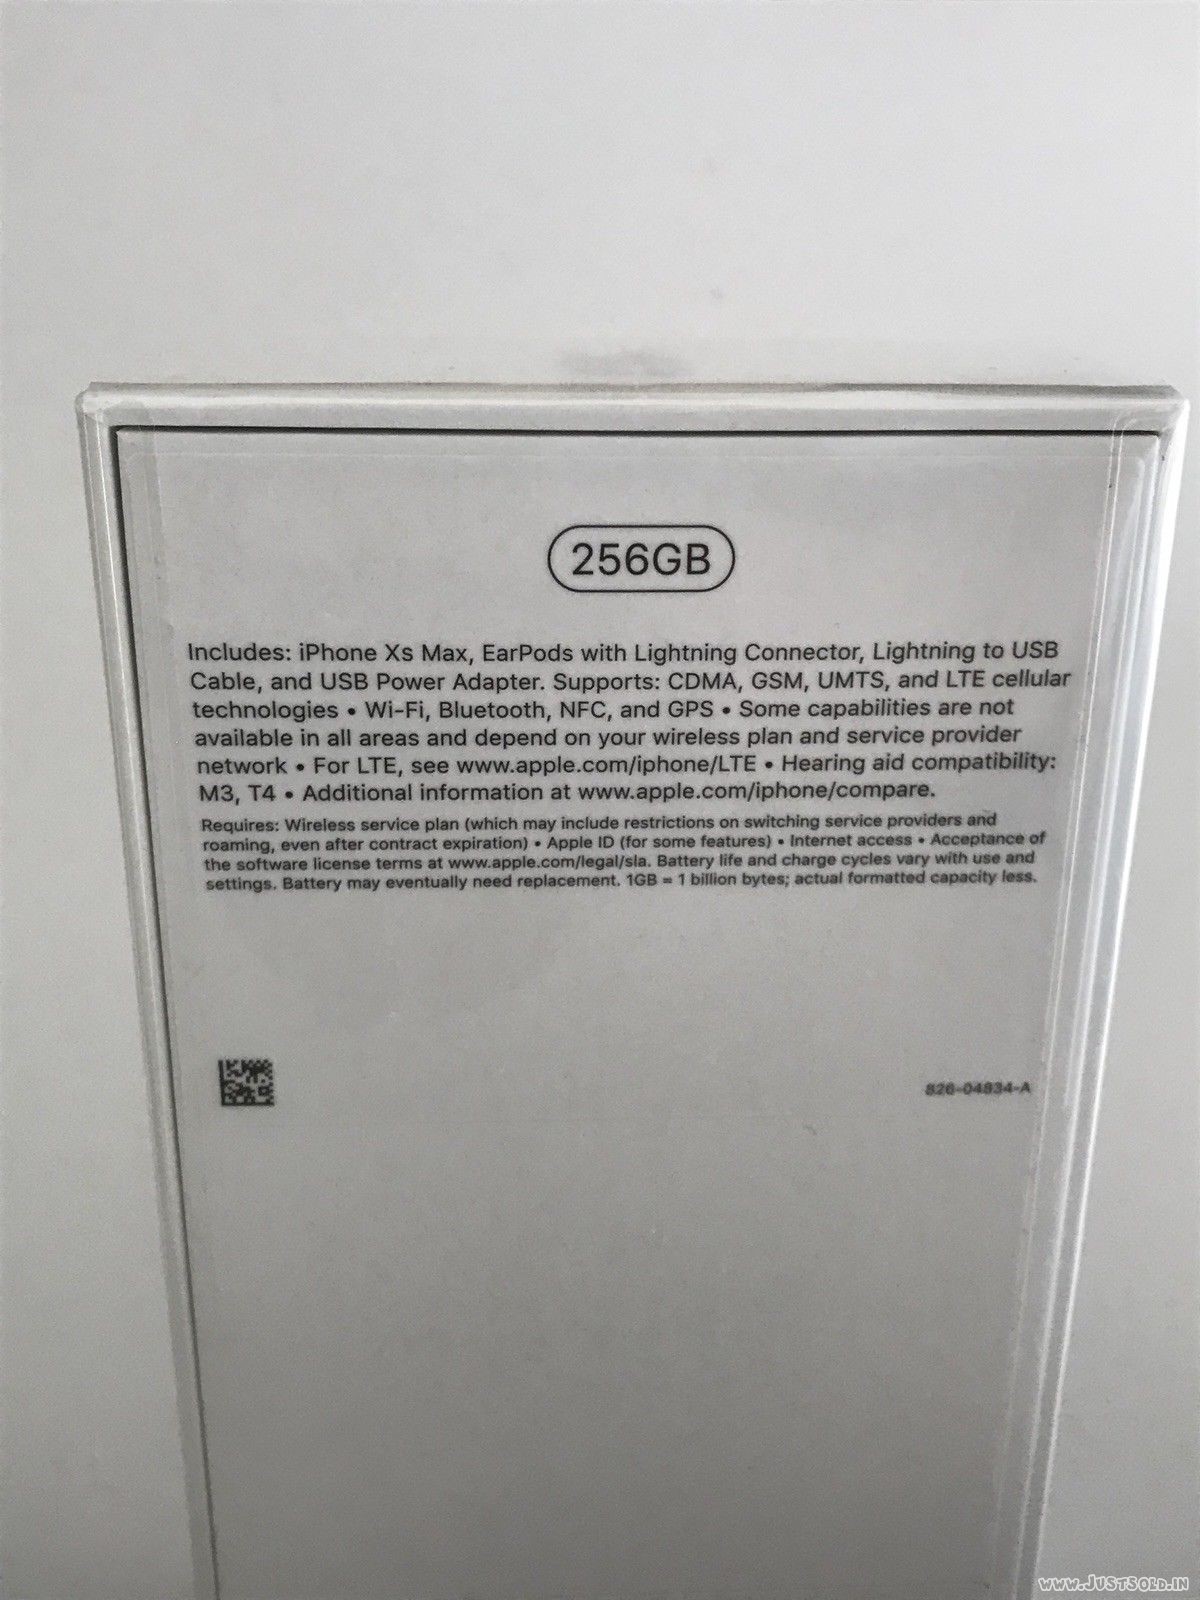 256GB
Includes: iPhone Xs Max, EarPods with Lightning Connector, Lightning to USB
Cable, and USB Power Adapter. Supports: CDMA, GSM, UMTS, and LTE cellular
technologies • Wi-Fi, Bluetooth, NFC, and GPS • Some capabilities are not
available in all areas and depend on your wireless plan and service provider
network • For LTE, see www.apple.com/iphone/LTE • Hearing aid compatibility:
M3, T4 • Additional information at www.apple.com/iphone/compare.
Requires: Wireless service plan (which may include restrictions on switching service providers and
roaming, even after contract expiration) • Apple ID (for some features) • Internet access • Acceptance of
the software license terms at www.apple.com/legal/sla. Battery life and charge cycles vary with use and
settings. Battery may eventually need replacement. 1GB = 1 billion bytes; actual formatted capacity less.
826-04834-A
www.JustSold.in